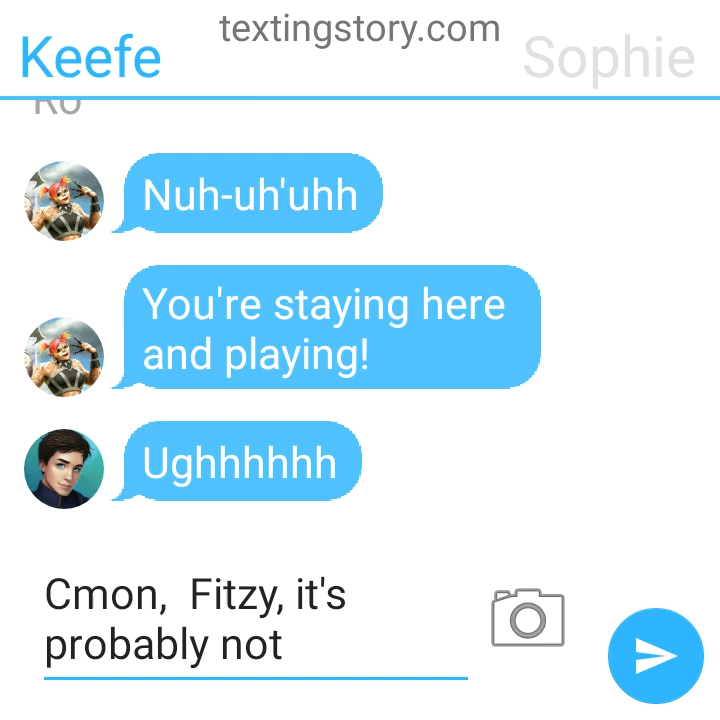 textingstory.com
Keefe
Sophie
Ro
Nuh-uh'uhh
You're staying here
and playing!
Ughhhhhh
Cmon,  Fitzy, it's
probably not